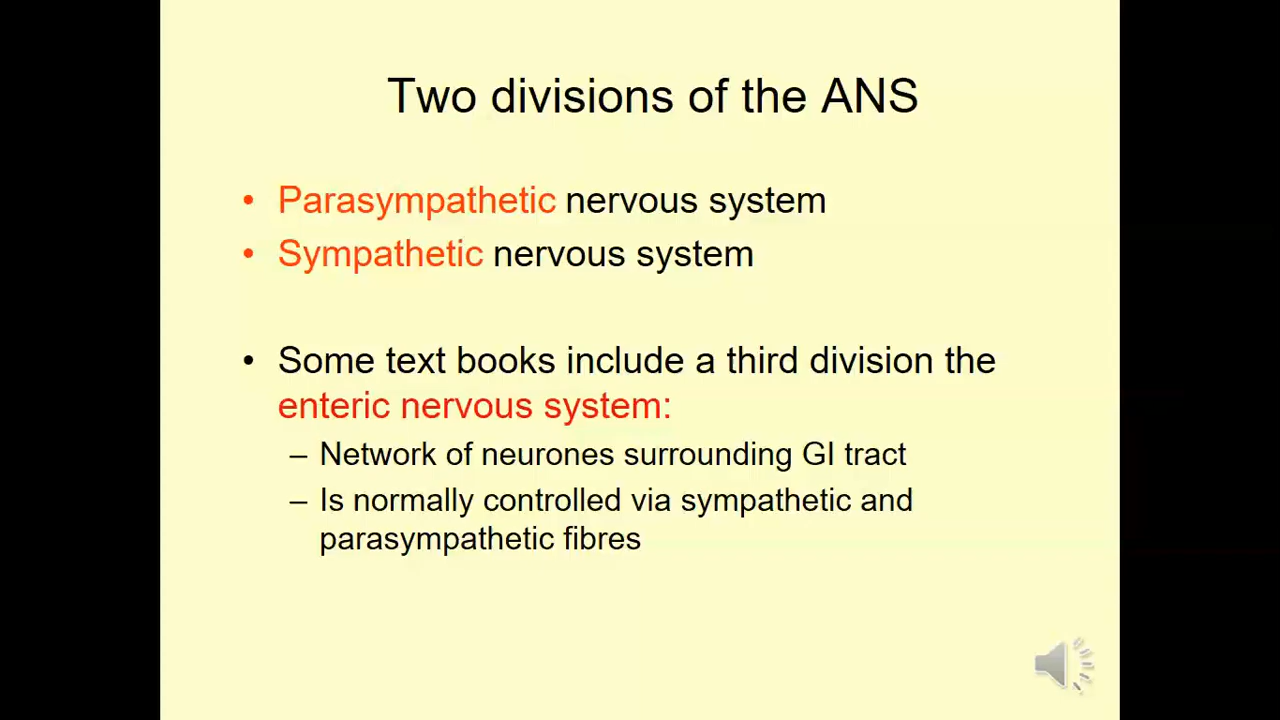 Two divisions of the ANS
• Parasympathetic nervous system
• Sympathetic nervous system
• Some text books include a third division the
enteric nervous system:
– Network of neurones surrounding GI tract
– Is normally controlled via sympathetic and
parasympathetic fibres